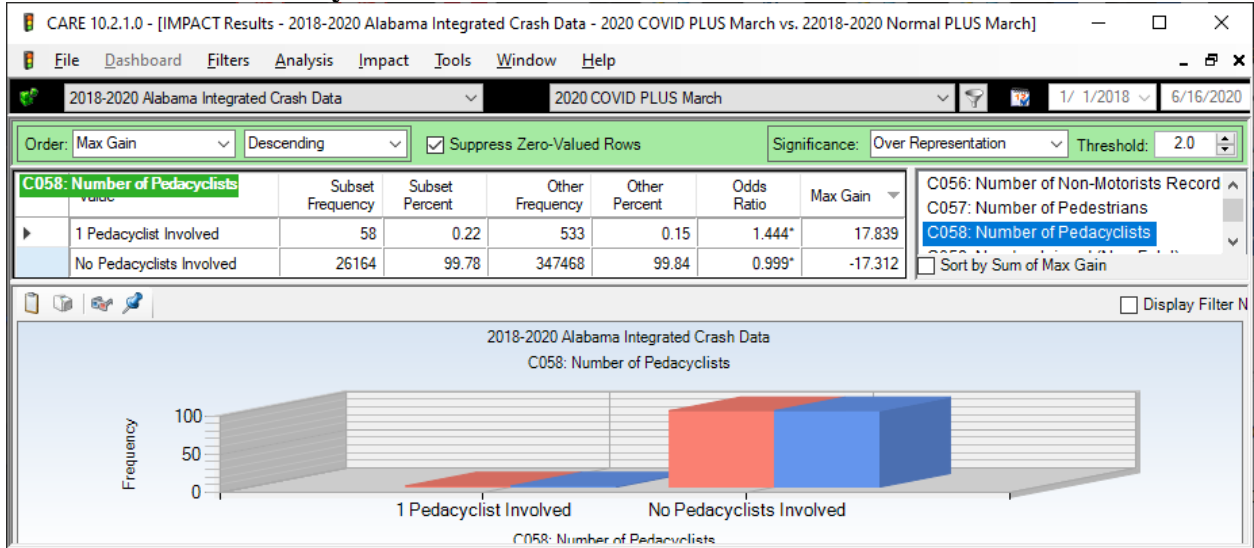 CARE 10.2.1.0 - [IMPACT Results - 2018-2020 Alabama Integrated Crash Data - 2020 COVID PLUS March vs. 22018-2020 Normal PLUS March]
File Dashboard Filters Analysis Impact Tools Window Help
2018-2020 Alabama Integrated Crash Data 2020 COVID PLUS March 1/ 1/2018 6/16/2020
Order: Max Gain Descending Suppress Zero-Valued Rows Significance: Over Representation Threshold: 2.0
C058: Number of Pedacyclists Subset Frequency Subset Percent Other Frequency Other Percent Odds Ratio Max Gain
1 Pedacyclist Involved 58 0.22 533 0.15 1.444* 17.839
No Pedacyclists Involved 26164 99.78 347468 99.84 0.999* -17.312
C056: Number of Non-Motorists Record
C057: Number of Pedestrians
C058: Number of Pedacyclists
Sort by Sum of Max Gain
Display Filter N
2018-2020 Alabama Integrated Crash Data
C058: Number of Pedacyclists
Frequency
100
50
0
1 Pedacyclist Involved No Pedacyclists Involved
C058: Number of Pedacyclists